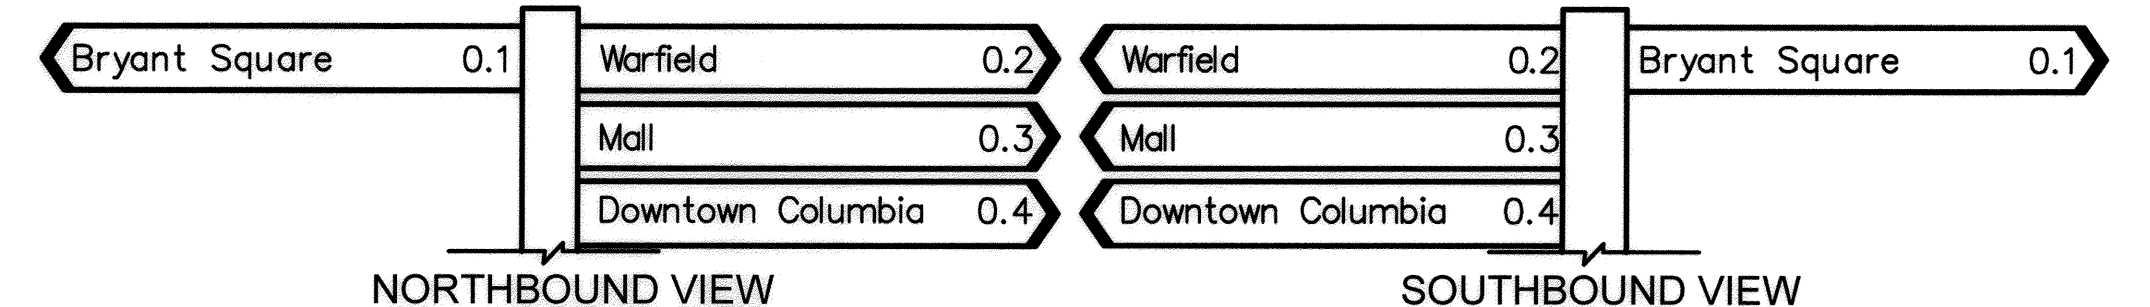 Bryant Square 0.1
Warfield 0.2
Mall 0.3
Downtown Columbia 0.4
NORTHBOUND VIEW
Warfield 0.2
Mall 0.3
Downtown Columbia 0.4
Bryant Square 0.1
SOUTHBOUND VIEW